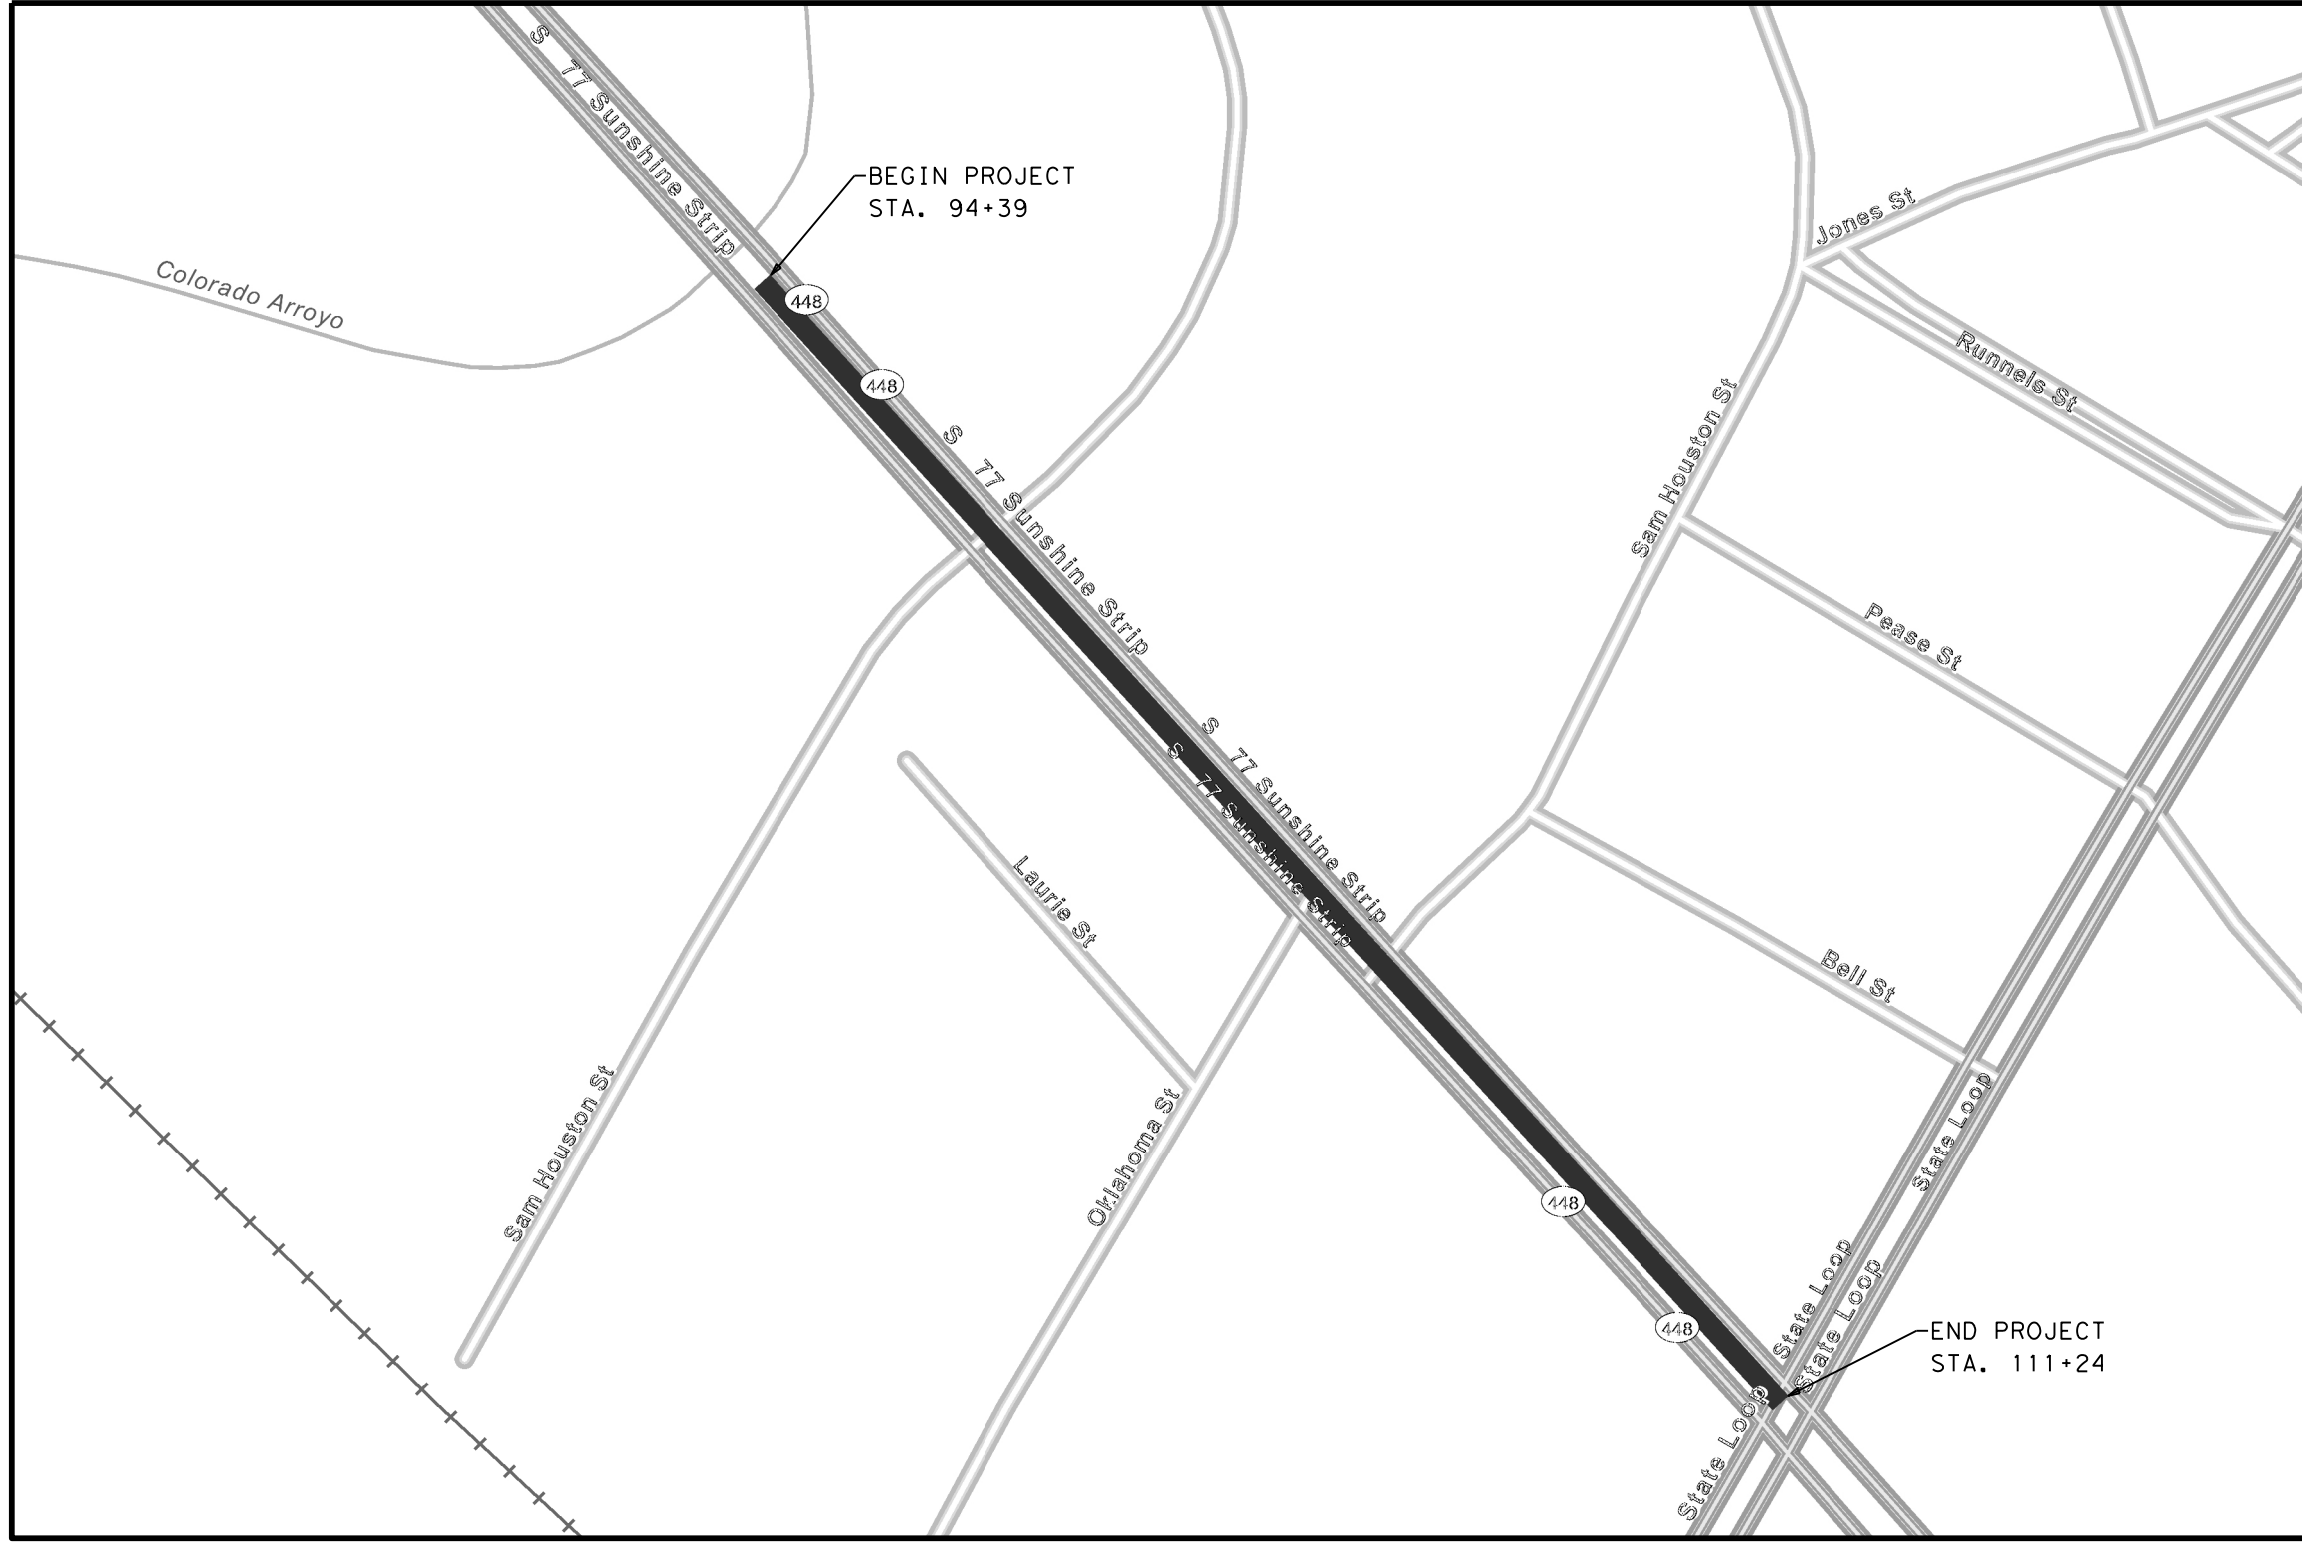 S 77 Sunshine Strip
BEGIN PROJECT
STA. 94+39
Jones St
Colorado Arroyo
448
448
Runnels St
S 77 Sunshine Strip
Sam Houston St
Pease St
S 77 Sunshine Strip
S 77 Sunshine Strip
Laurie St
Bell St
Sam Houston St
Oklahoma St
State Loop
448
State Loop
State Loop
448
END PROJECT
STA. 111+24
State Loop